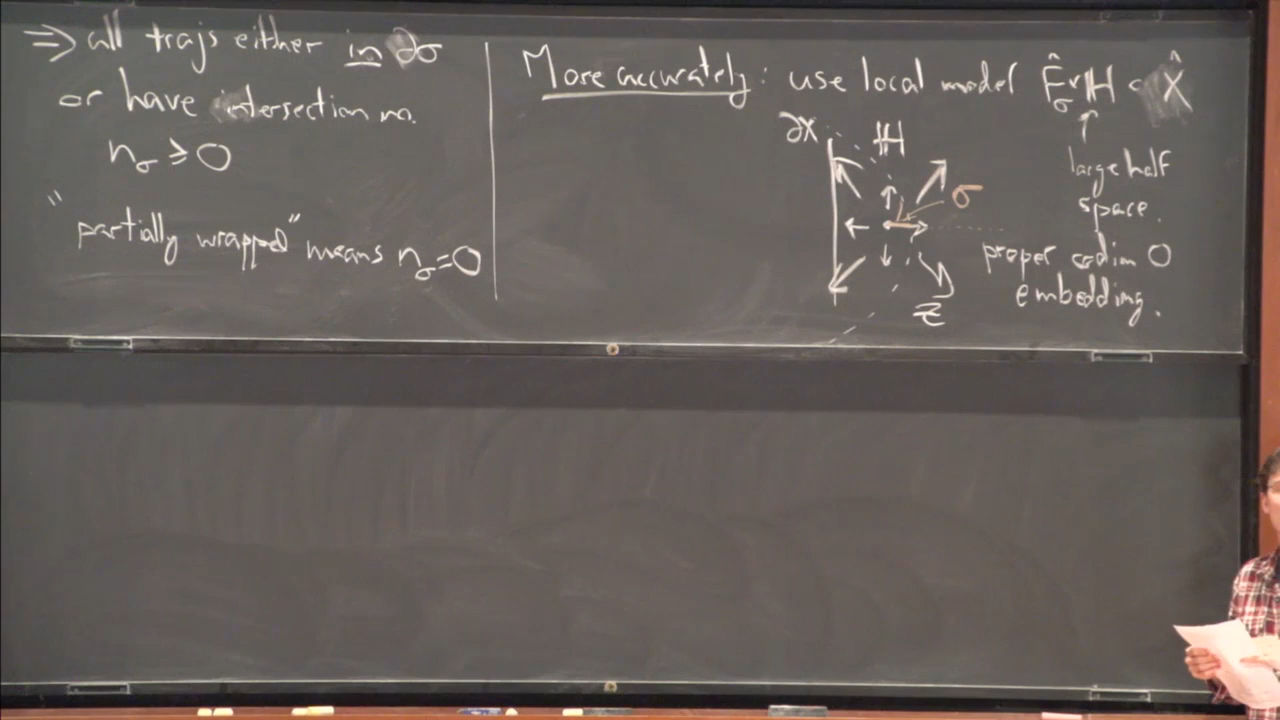 ⇒ all trajs either in ∂σ
or have intersection no.
n_σ ≥ 0
"partially wrapped" means n_σ = 0
More accurately: use local model F̂_σ × ℍ ⊂ X̂
↑
large half
space.
proper codim 0
embedding.
∂X
ℍ
σ
Z